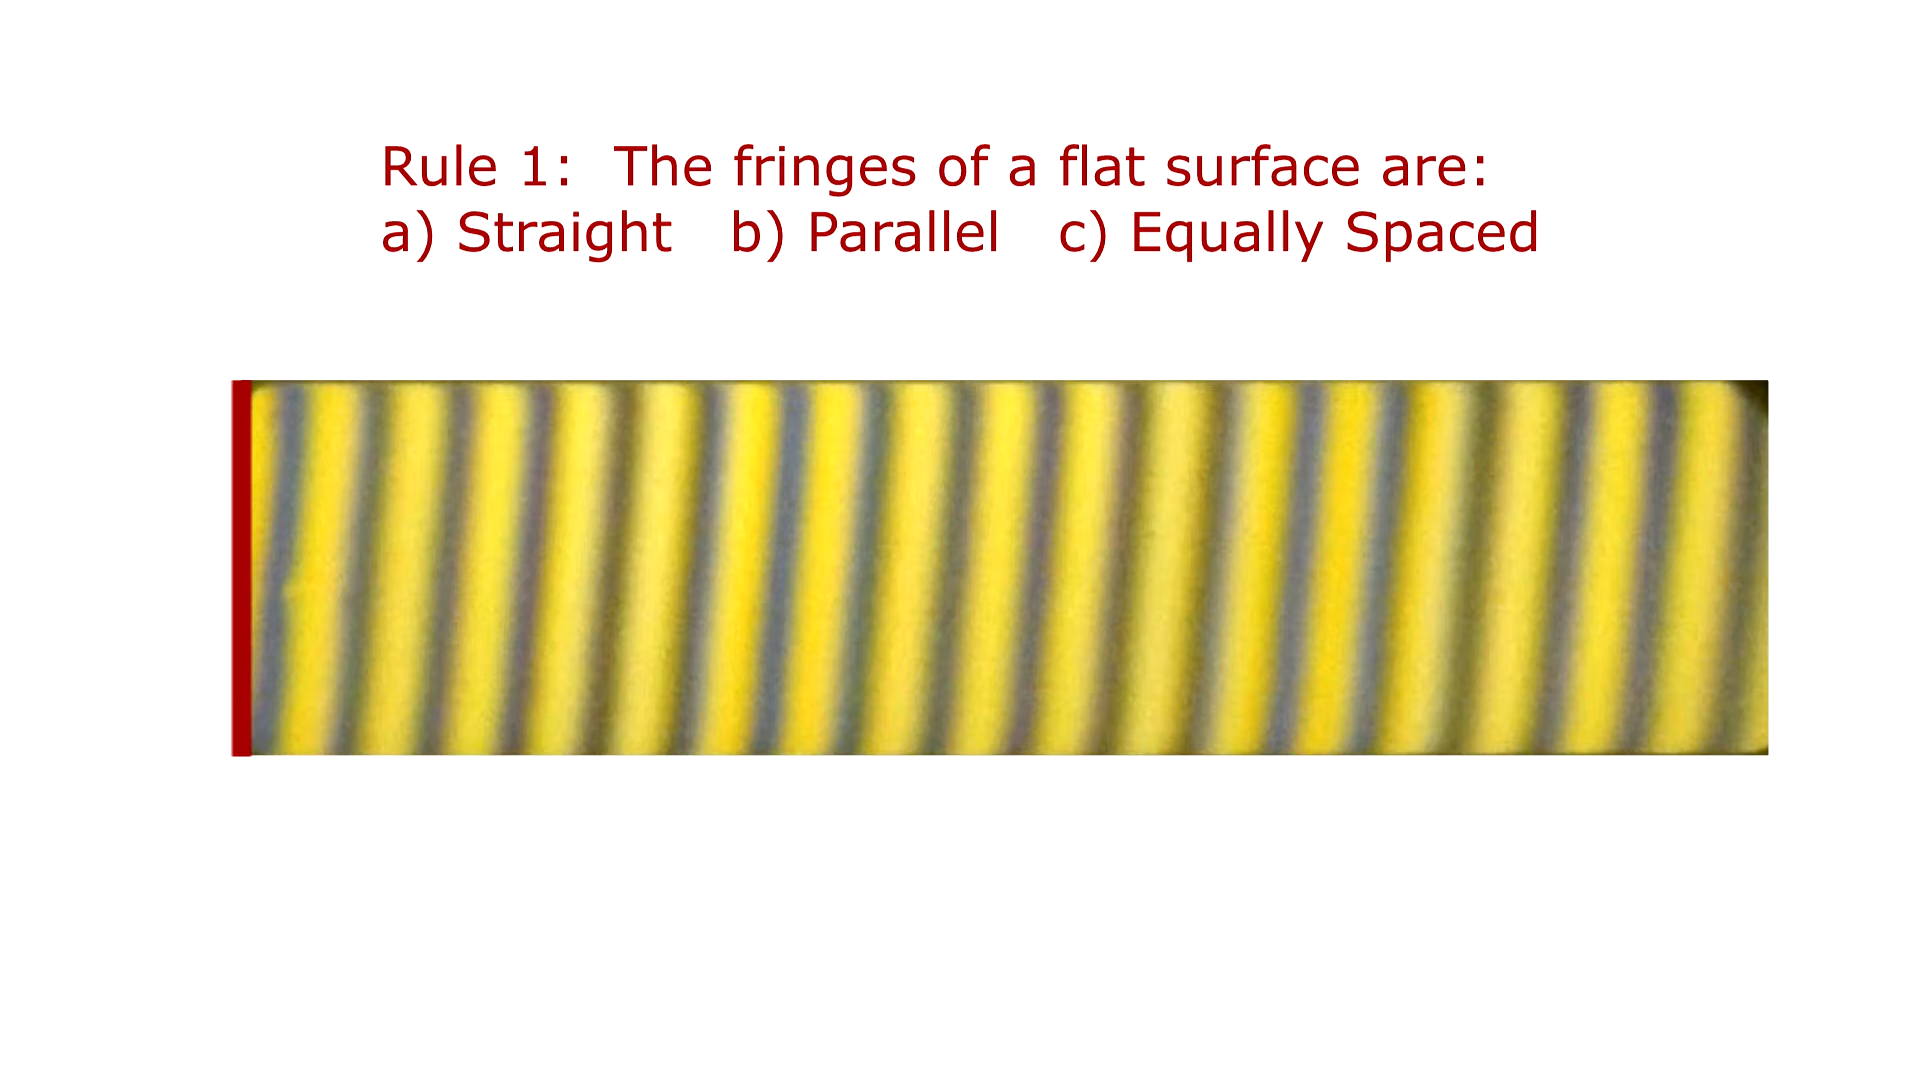 Rule 1:  The fringes of a flat surface are:
a) Straight   b) Parallel   c) Equally Spaced